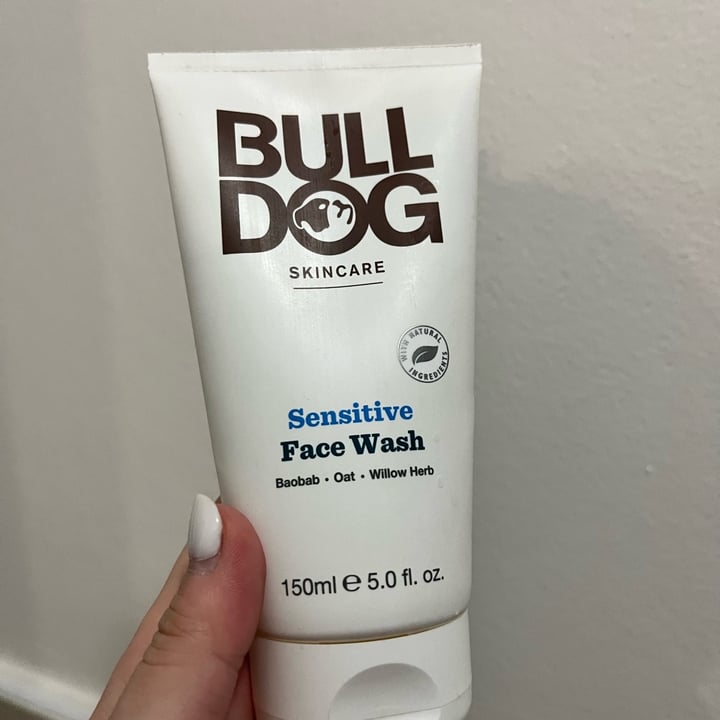 BULL
DOG
SKINCARE
WITH NATURAL
INGREDIENTS
Sensitive
Face Wash
Baobab • Oat • Willow Herb
150ml ℮ 5.0 fl. oz.